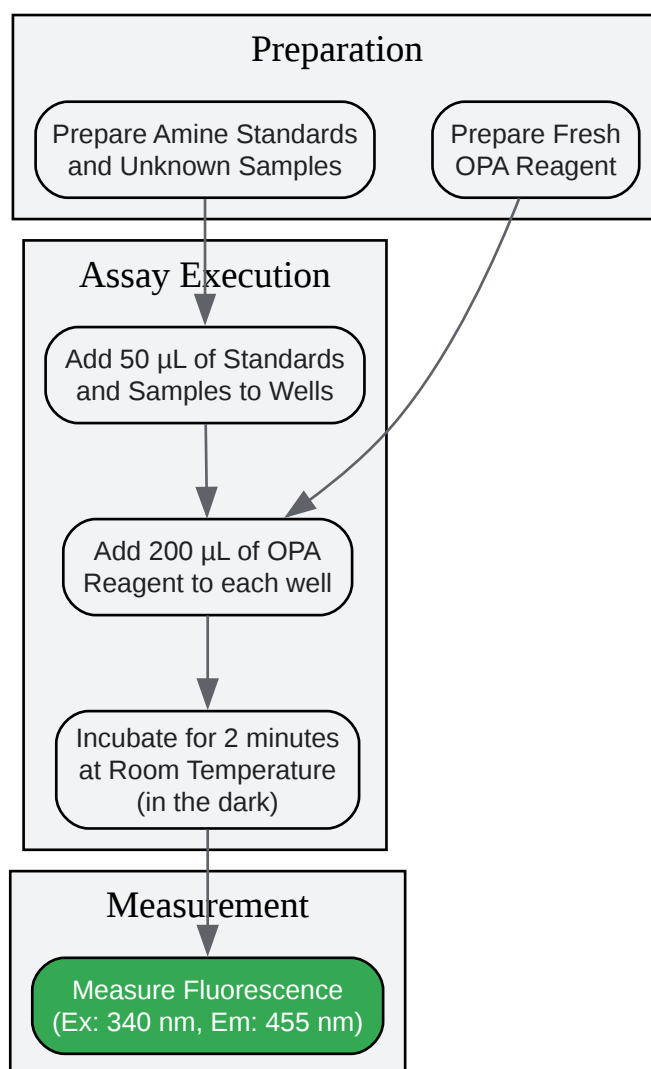 Preparation
Prepare Amine Standards
and Unknown Samples
Prepare Fresh
OPA Reagent
Assay Execution
Add 50 µL of Standards
and Samples to Wells
Add 200 µL of OPA
Reagent to each well
Incubate for 2 minutes
at Room Temperature
(in the dark)
Measurement
Measure Fluorescence
(Ex: 340 nm, Em: 455 nm)